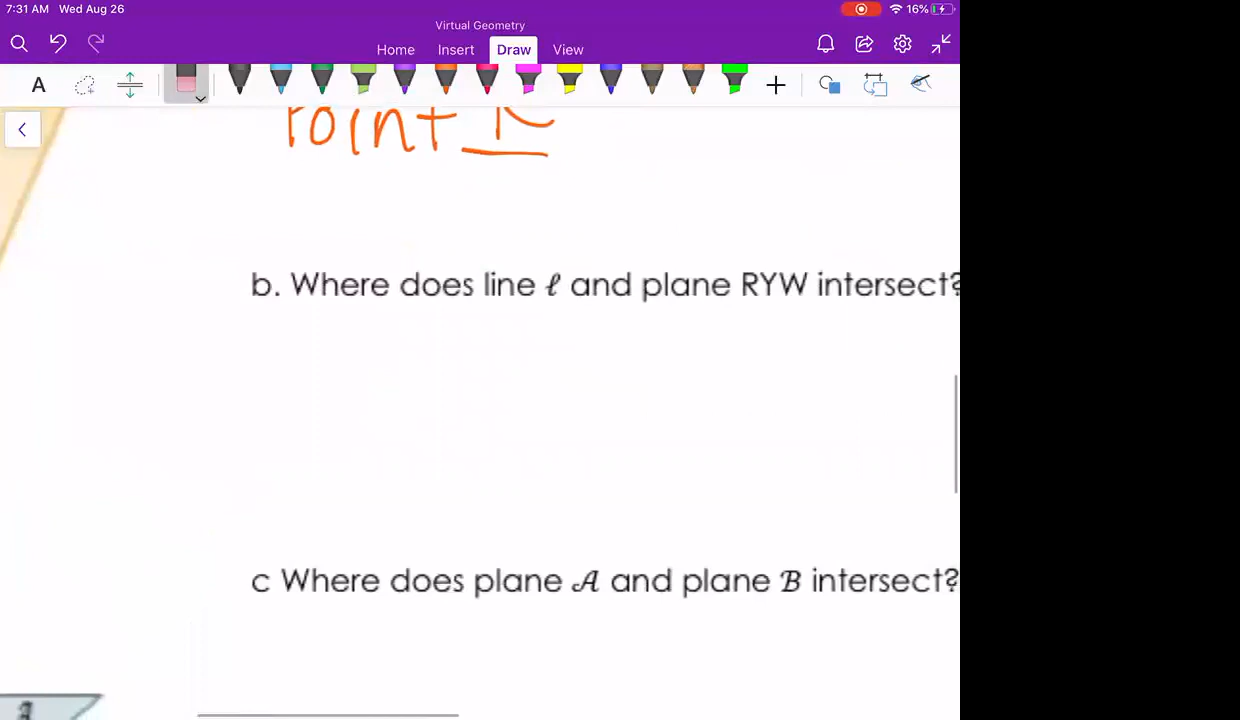 7:31 AM Wed Aug 26
16%
Virtual Geometry
Home Insert Draw View
A
Point
b. Where does line ℓ and plane RYW intersect?
c Where does plane 𝒜 and plane ℬ intersect?